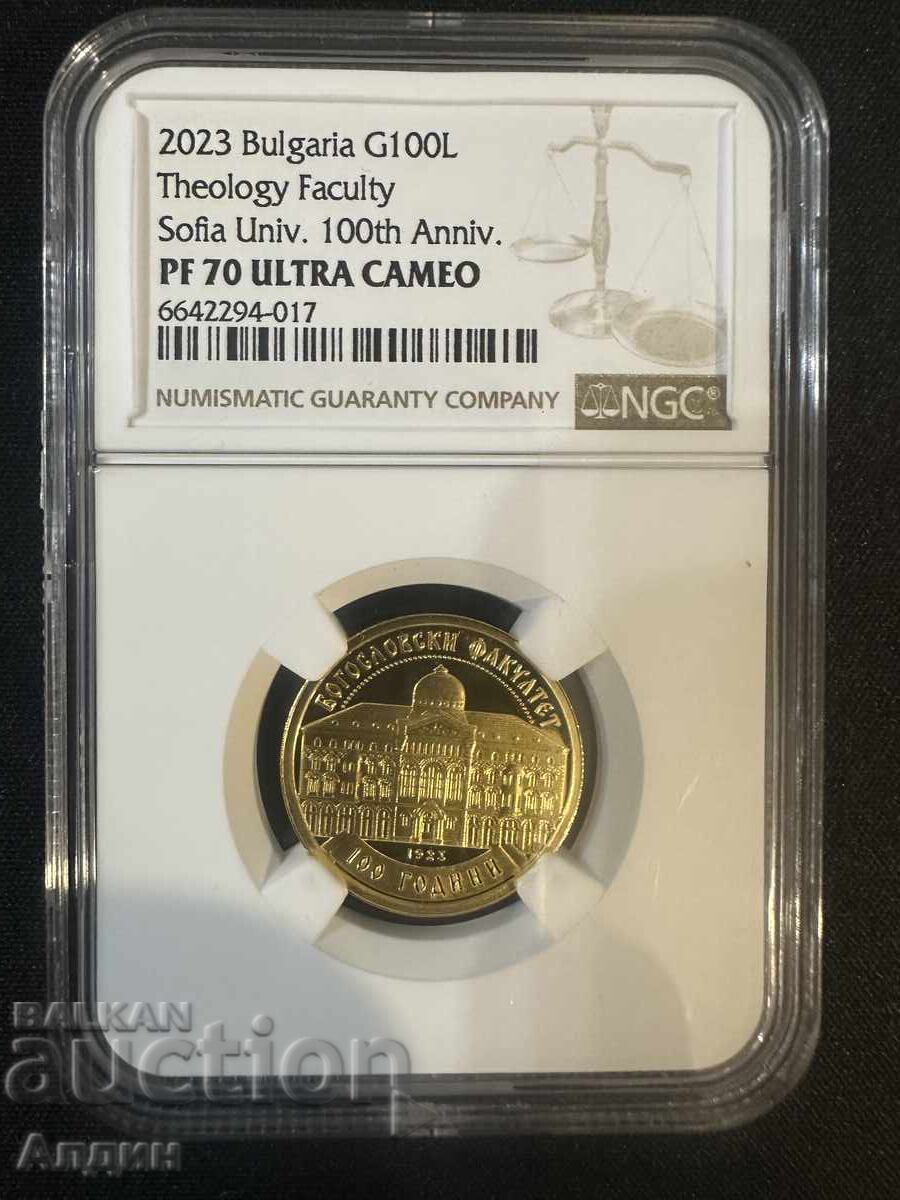 2023 Bulgaria G100L
Theology Faculty
Sofia Univ. 100th Anniv.
PF 70 ULTRA CAMEO
6642294-017
NUMISMATIC GUARANTY COMPANY
NGC®
БОГОСЛОВСКИ ФАКУЛТЕТ
1923
100 ГОДИНИ
BALKAN
auction
Алдин